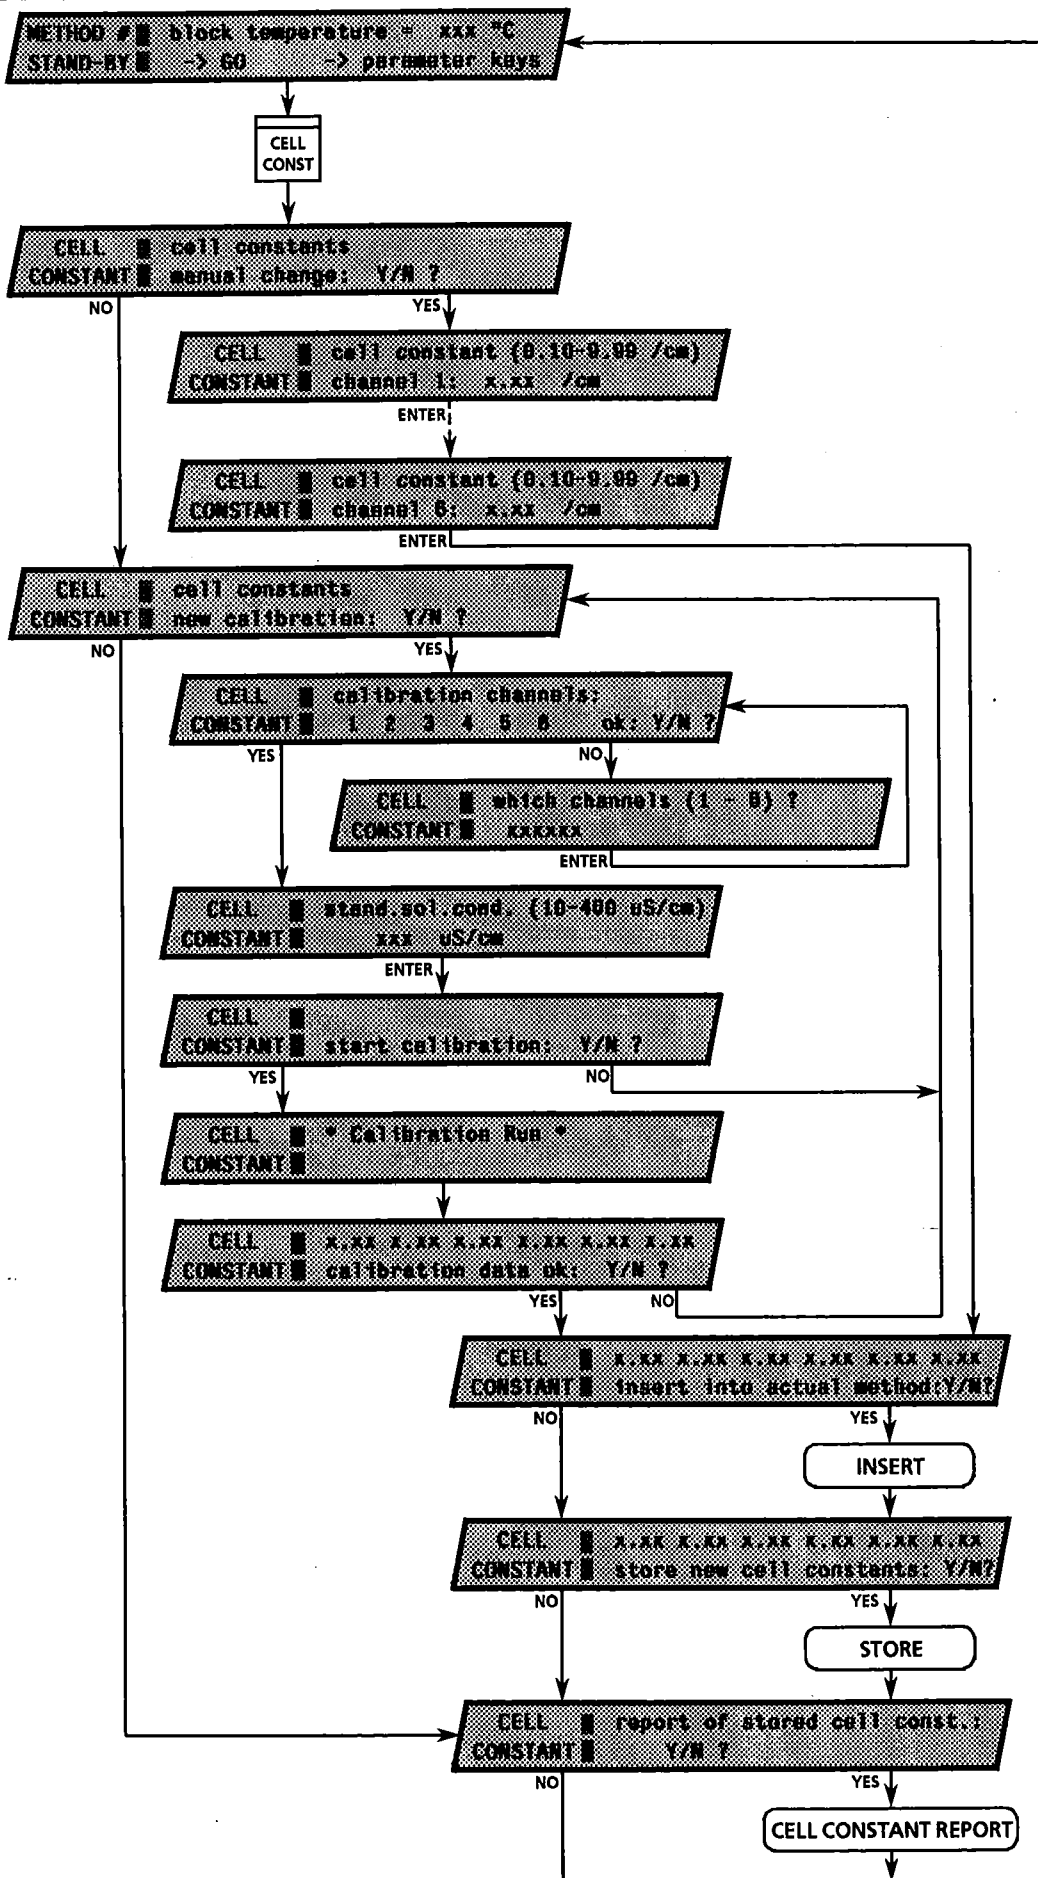 METHOD # block temperature = xxx °C
STAND-BY -> GO -> parameter keys
CELL
CONST
CELL cell constants
CONSTANT manual change: Y/N ?
NO YES
CELL cell constant (0.10-9.99 /cm)
CONSTANT channel 1: x.xx /cm
ENTER
CELL cell constant (0.10-9.99 /cm)
CONSTANT channel 6: x.xx /cm
ENTER
CELL cell constants
CONSTANT new calibration: Y/N ?
NO YES
CELL calibration channels:
CONSTANT 1 2 3 4 5 6 ok: Y/N ?
YES NO
CELL which channels (1 - 6) ?
CONSTANT xxxxxx
ENTER
CELL stand.sol.cond. (10-400 uS/cm)
CONSTANT xxx uS/cm
ENTER
CELL
CONSTANT start calibration: Y/N ?
YES NO
CELL * Calibration Run *
CONSTANT
CELL x.xx x.xx x.xx x.xx x.xx x.xx
CONSTANT calibration data ok: Y/N ?
YES NO
CELL x.xx x.xx x.xx x.xx x.xx x.xx
CONSTANT insert into actual method:Y/N?
NO YES
INSERT
CELL x.xx x.xx x.xx x.xx x.xx x.xx
CONSTANT store new cell constants: Y/N?
NO YES
STORE
CELL report of stored cell const.:
CONSTANT Y/N ?
NO YES
CELL CONSTANT REPORT